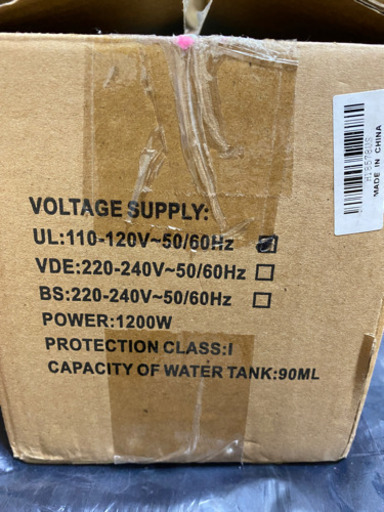 VOLTAGE SUPPLY:
UL:110-120V~50/60Hz
VDE:220-240V~50/60Hz
BS:220-240V~50/60Hz
POWER:1200W
PROTECTION CLASS:I
CAPACITY OF WATER TANK:90ML
H18578US
MADE IN CHINA